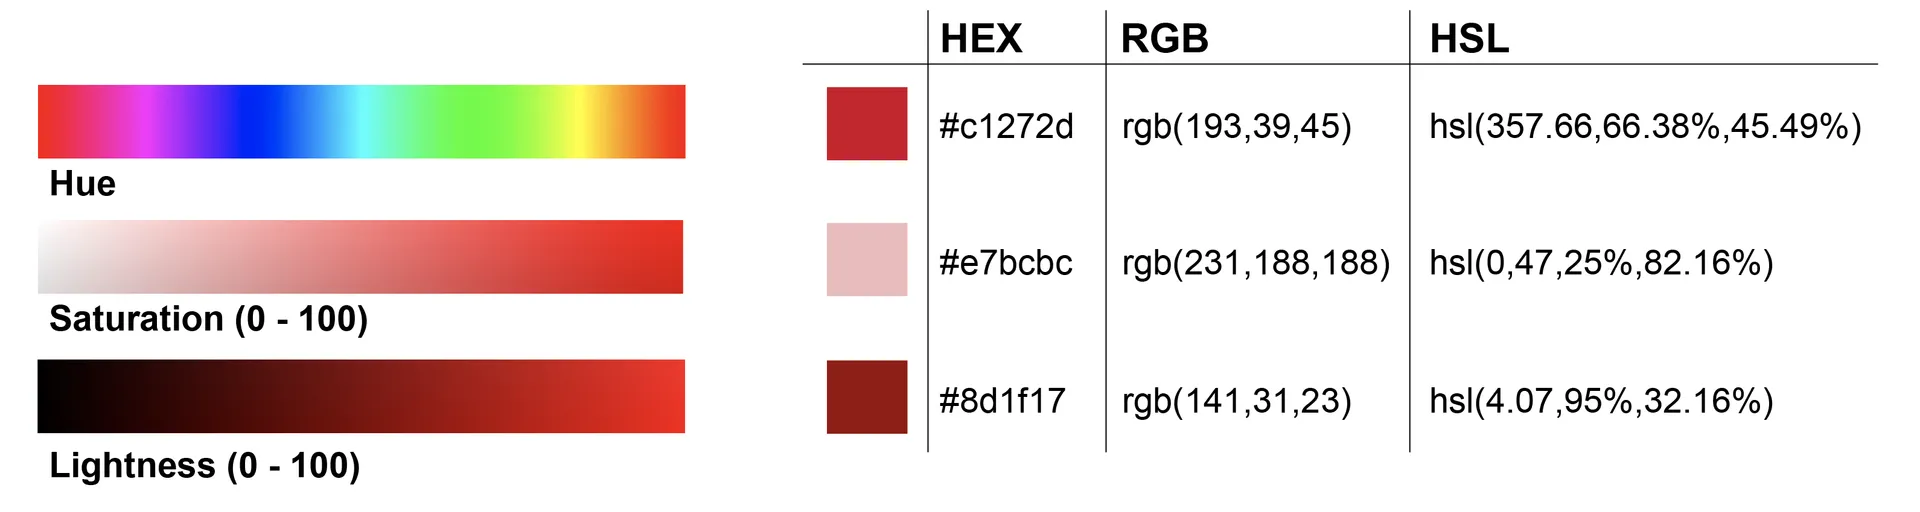 Hue
Saturation (0 - 100)
Lightness (0 - 100)
HEX RGB HSL
#c1272d rgb(193,39,45) hsl(357.66,66.38%,45.49%)
#e7bcbc rgb(231,188,188) hsl(0,47,25%,82.16%)
#8d1f17 rgb(141,31,23) hsl(4.07,95%,32.16%)